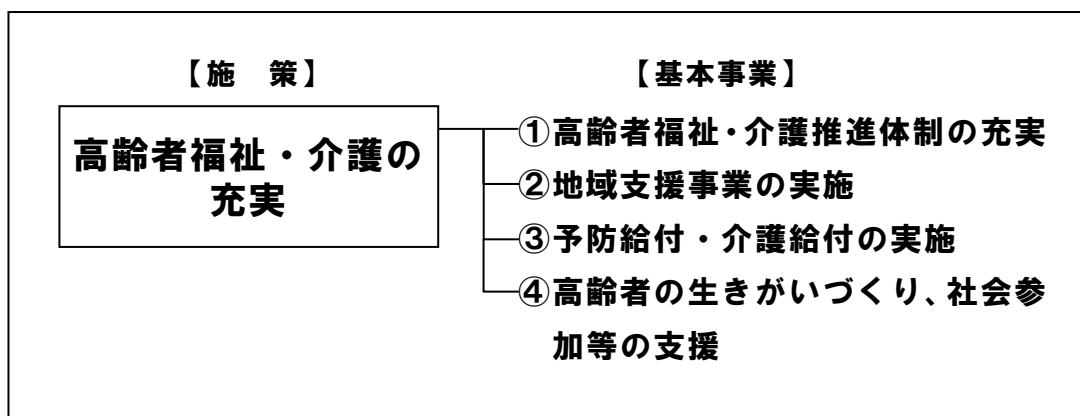 【施　策】
【基本事業】
高齢者福祉・介護の
充実
①高齢者福祉・介護推進体制の充実
②地域支援事業の実施
③予防給付・介護給付の実施
④高齢者の生きがいづくり、社会参
加等の支援